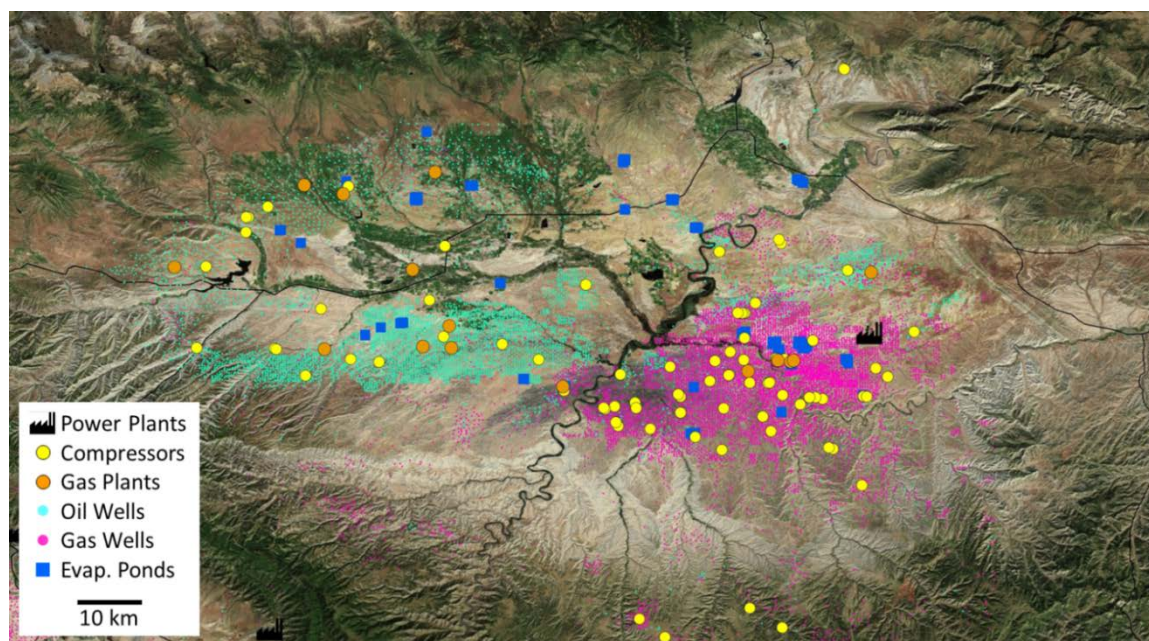 Power Plants
Compressors
Gas Plants
Oil Wells
Gas Wells
Evap. Ponds
10 km